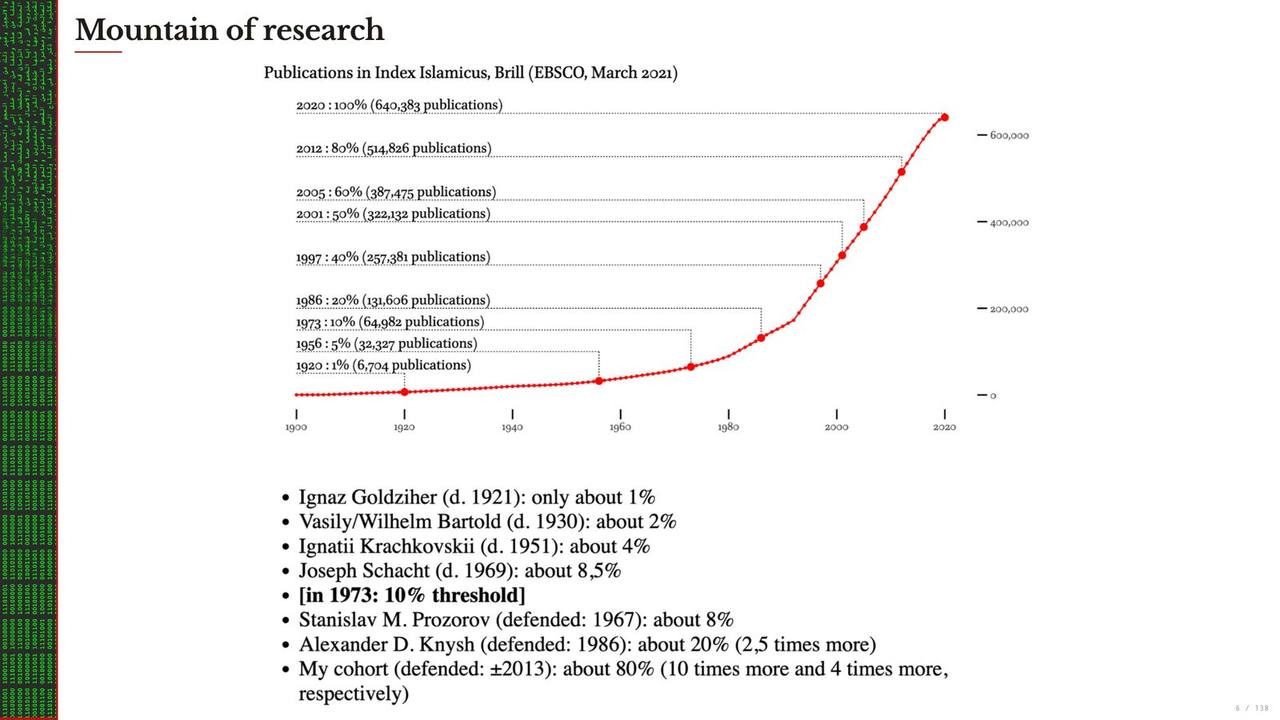 Mountain of research
Publications in Index Islamicus, Brill (EBSCO, March 2021)
2020 : 100% (640,383 publications)
600,000
2012 : 80% (514,826 publications)
2005 : 60% (387,475 publications)
2001 : 50% (322,132 publications)
400,000
1997 : 40% (257,381 publications)
1986 : 20% (131,606 publications)
200,000
1973 : 10% (64,982 publications)
1956 : 5% (32,327 publications)
1920 : 1% (6,704 publications)
0
1900 1920 1940 1960 1980 2000 2020
• Ignaz Goldziher (d. 1921): only about 1%
• Vasily/Wilhelm Bartold (d. 1930): about 2%
• Ignatii Krachkovskii (d. 1951): about 4%
• Joseph Schacht (d. 1969): about 8,5%
• [in 1973: 10% threshold]
• Stanislav M. Prozorov (defended: 1967): about 8%
• Alexander D. Knysh (defended: 1986): about 20% (2,5 times more)
• My cohort (defended: ±2013): about 80% (10 times more and 4 times more,
respectively)
6 / 138